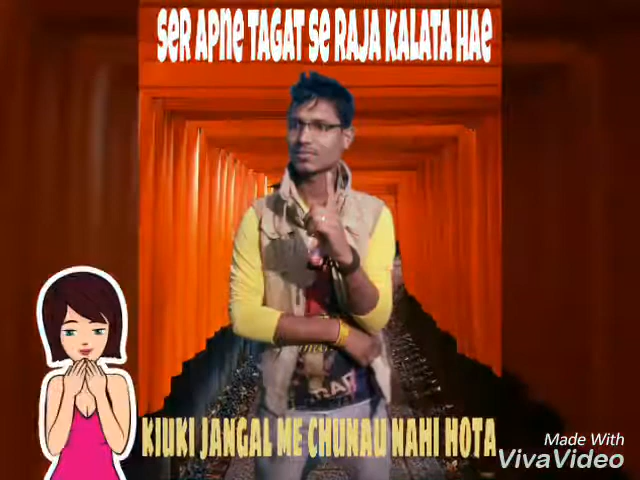 SER APNE TAGAT SE RAJA KALATA HAE
KIUKI JANGAL ME CHUNAU NAHI HOTA
Made With
VivaVideo